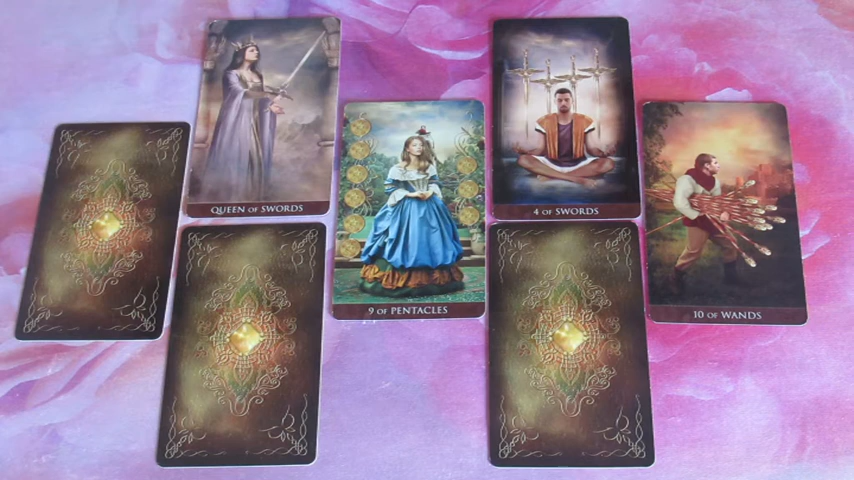 QUEEN OF SWORDS
4 OF SWORDS
9 OF PENTACLES
10 OF WANDS